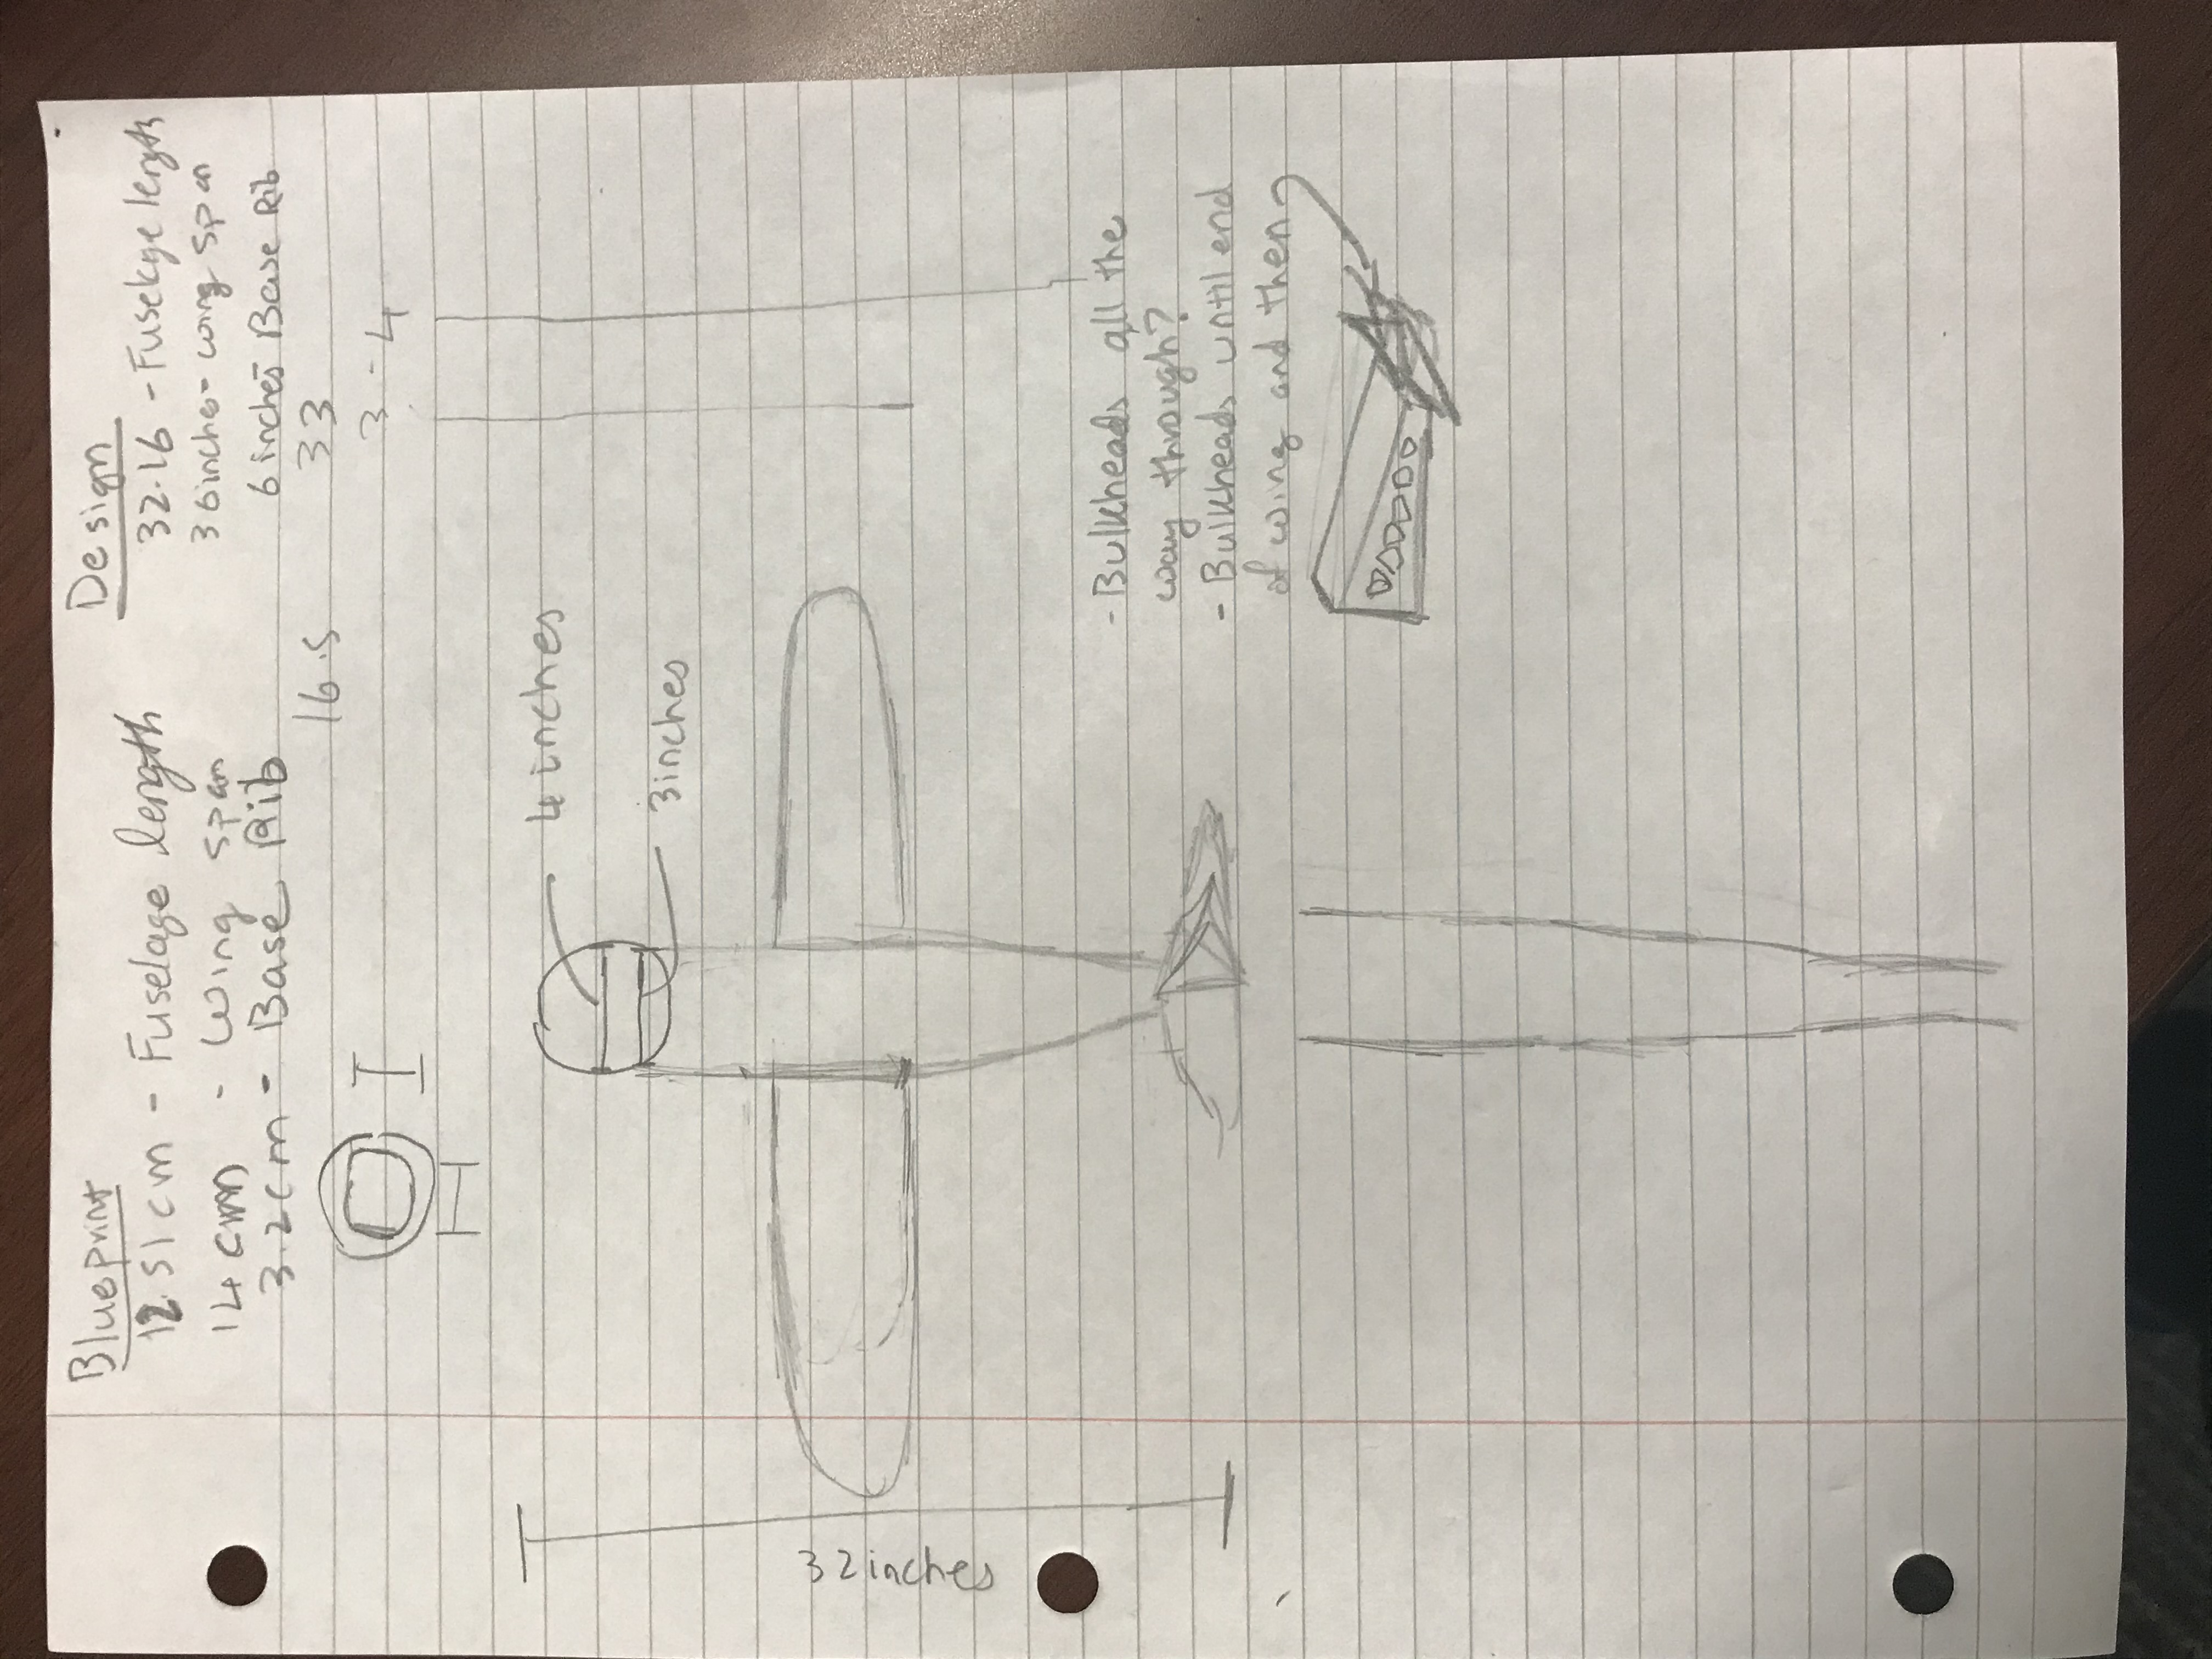 Blueprint
12.51cm - Fuselage length
14cm - Wing span
3.2cm - Base Rib
Design
32.16 - Fuselage length
36inches - wing span
6 inches Base Rib
16.5
33
3 - 4
4 inches
3inches
32inches
- Bulkheads all the
way through?
- Bulkheads until end
of wing and then